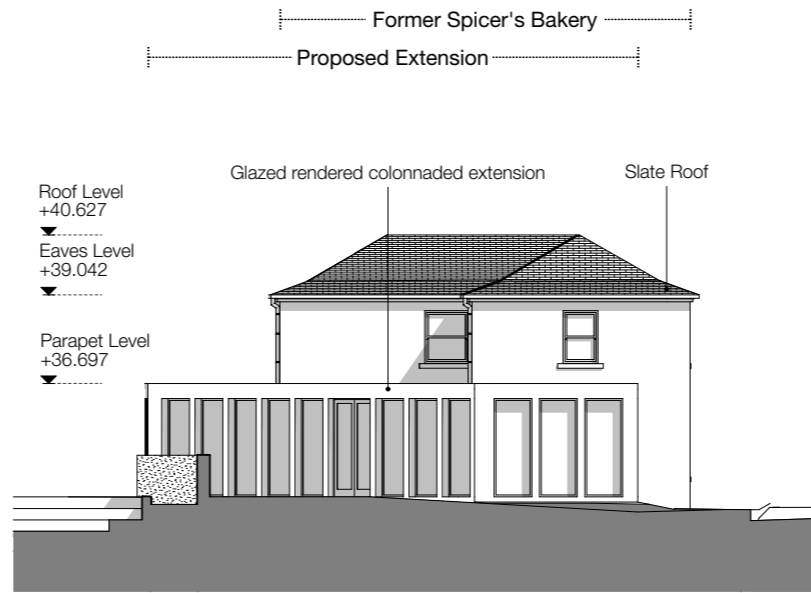 Former Spicer's Bakery
Proposed Extension
Glazed rendered colonnaded extension
Slate Roof
Roof Level
+40.627
Eaves Level
+39.042
Parapet Level
+36.697